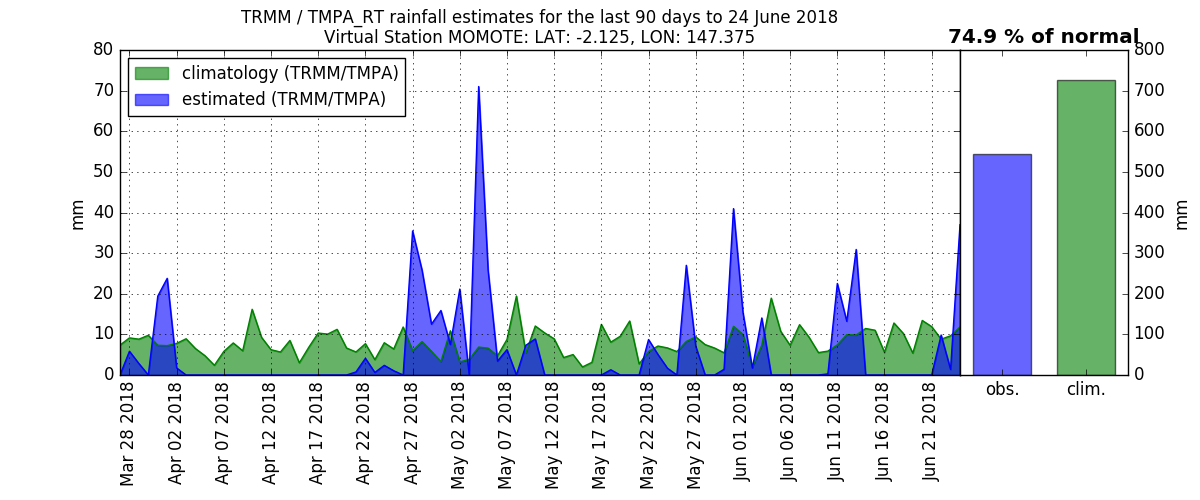 TRMM / TMPA_RT rainfall estimates for the last 90 days to 24 June 2018
Virtual Station MOMOTE: LAT: -2.125, LON: 147.375
74.9 % of normal
climatology (TRMM/TMPA)
estimated (TRMM/TMPA)
80
70
60
50
40
30
20
10
0
mm
800
700
600
500
400
300
200
100
0
mm
Mar 28 2018
Apr 02 2018
Apr 07 2018
Apr 12 2018
Apr 17 2018
Apr 22 2018
Apr 27 2018
May 02 2018
May 07 2018
May 12 2018
May 17 2018
May 22 2018
May 27 2018
Jun 01 2018
Jun 06 2018
Jun 11 2018
Jun 16 2018
Jun 21 2018
obs.
clim.